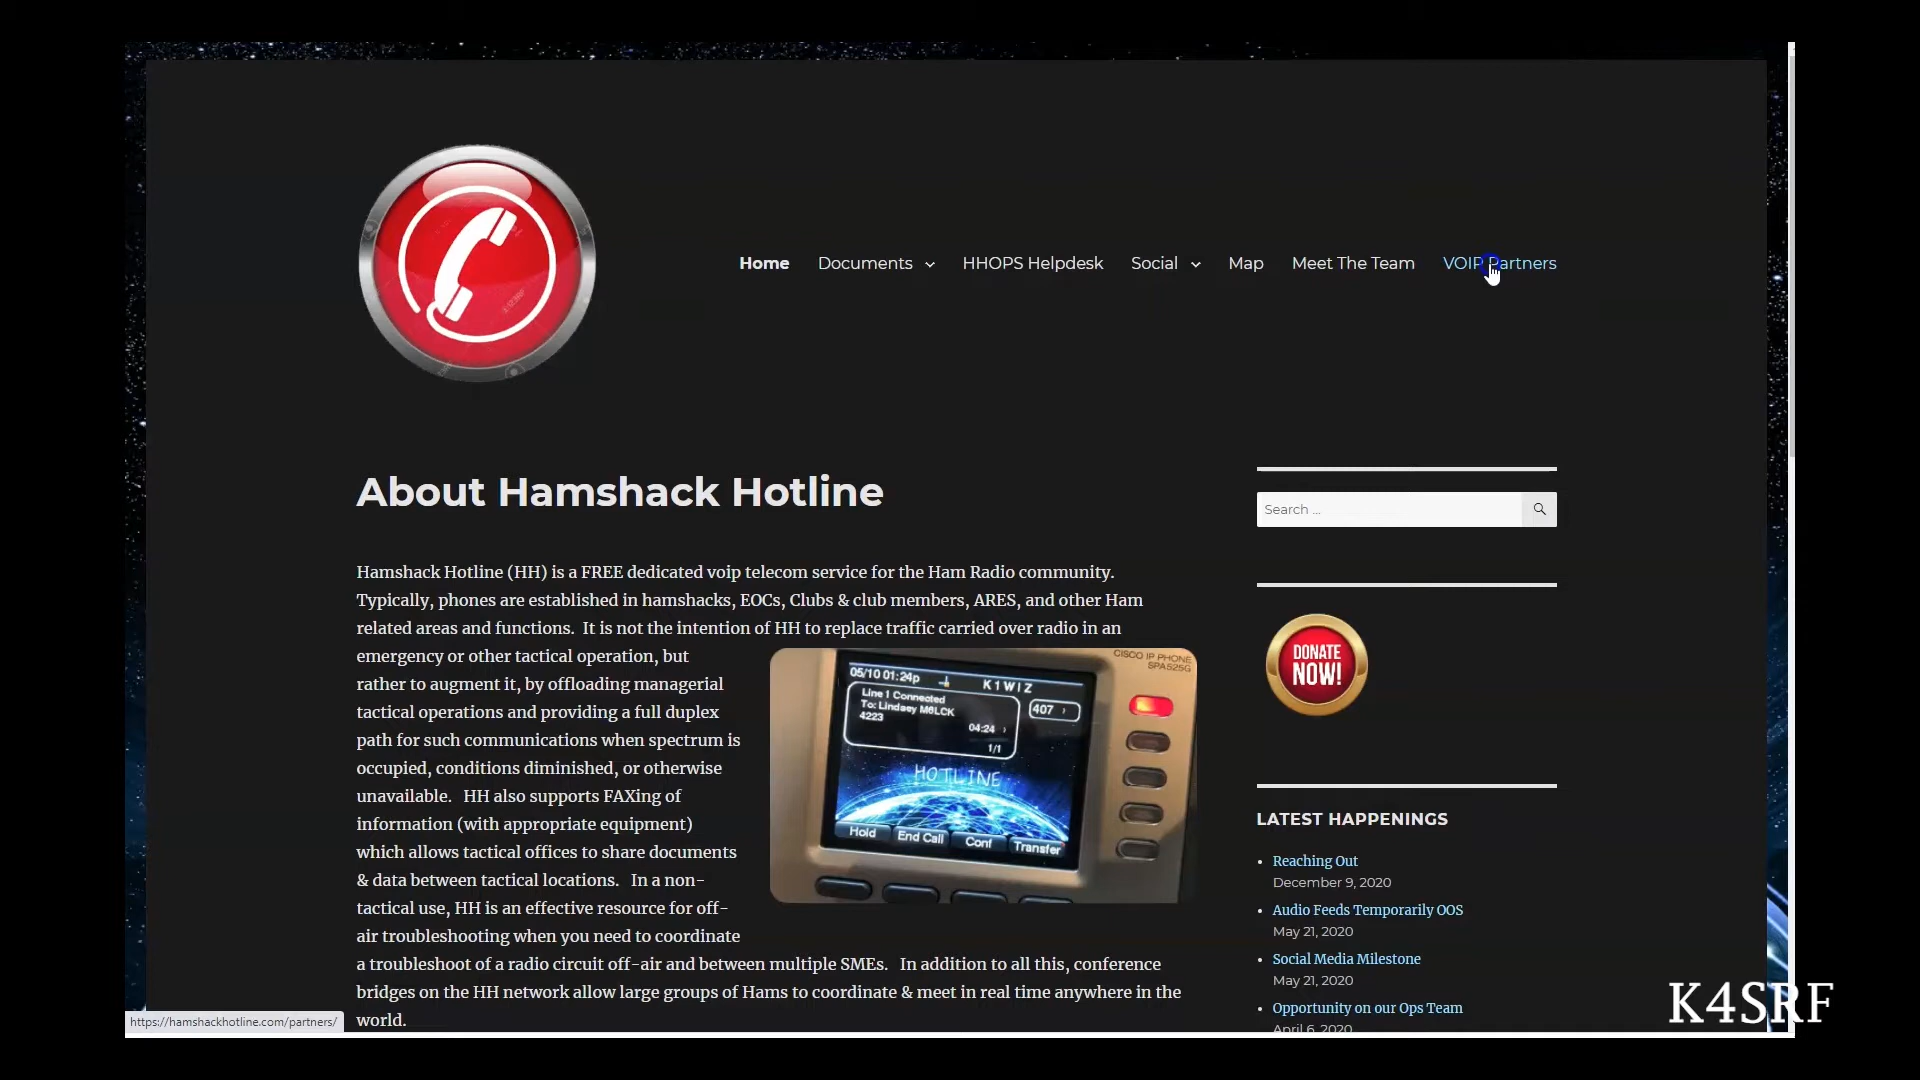 Home Documents HHOPS Helpdesk Social Map Meet The Team VOIP Partners
About Hamshack Hotline
Hamshack Hotline (HH) is a FREE dedicated voip telecom service for the Ham Radio community.
Typically, phones are established in hamshacks, EOCs, Clubs & club members, ARES, and other Ham
related areas and functions. It is not the intention of HH to replace traffic carried over radio in an
emergency or other tactical operation, but
rather to augment it, by offloading managerial
tactical operations and providing a full duplex
path for such communications when spectrum is
occupied, conditions diminished, or otherwise
unavailable. HH also supports FAXing of
information (with appropriate equipment)
which allows tactical offices to share documents
& data between tactical locations. In a non-
tactical use, HH is an effective resource for off-
air troubleshooting when you need to coordinate
a troubleshoot of a radio circuit off-air and between multiple SMEs. In addition to all this, conference
bridges on the HH network allow large groups of Hams to coordinate & meet in real time anywhere in the
world.
CISCO IP PHONE
SPA525G
05/10 01:24p K1WIZ
Line 1 Connected
To: Lindsey M6LCK
4223
04:24
1/1
407
HOTLINE
Hold End Call Conf Transfer
Search ...
DONATE
NOW!
LATEST HAPPENINGS
Reaching Out
December 9, 2020
Audio Feeds Temporarily OOS
May 21, 2020
Social Media Milestone
May 21, 2020
Opportunity on our Ops Team
April 6, 2020
https://hamshackhotline.com/partners/
K4SRF